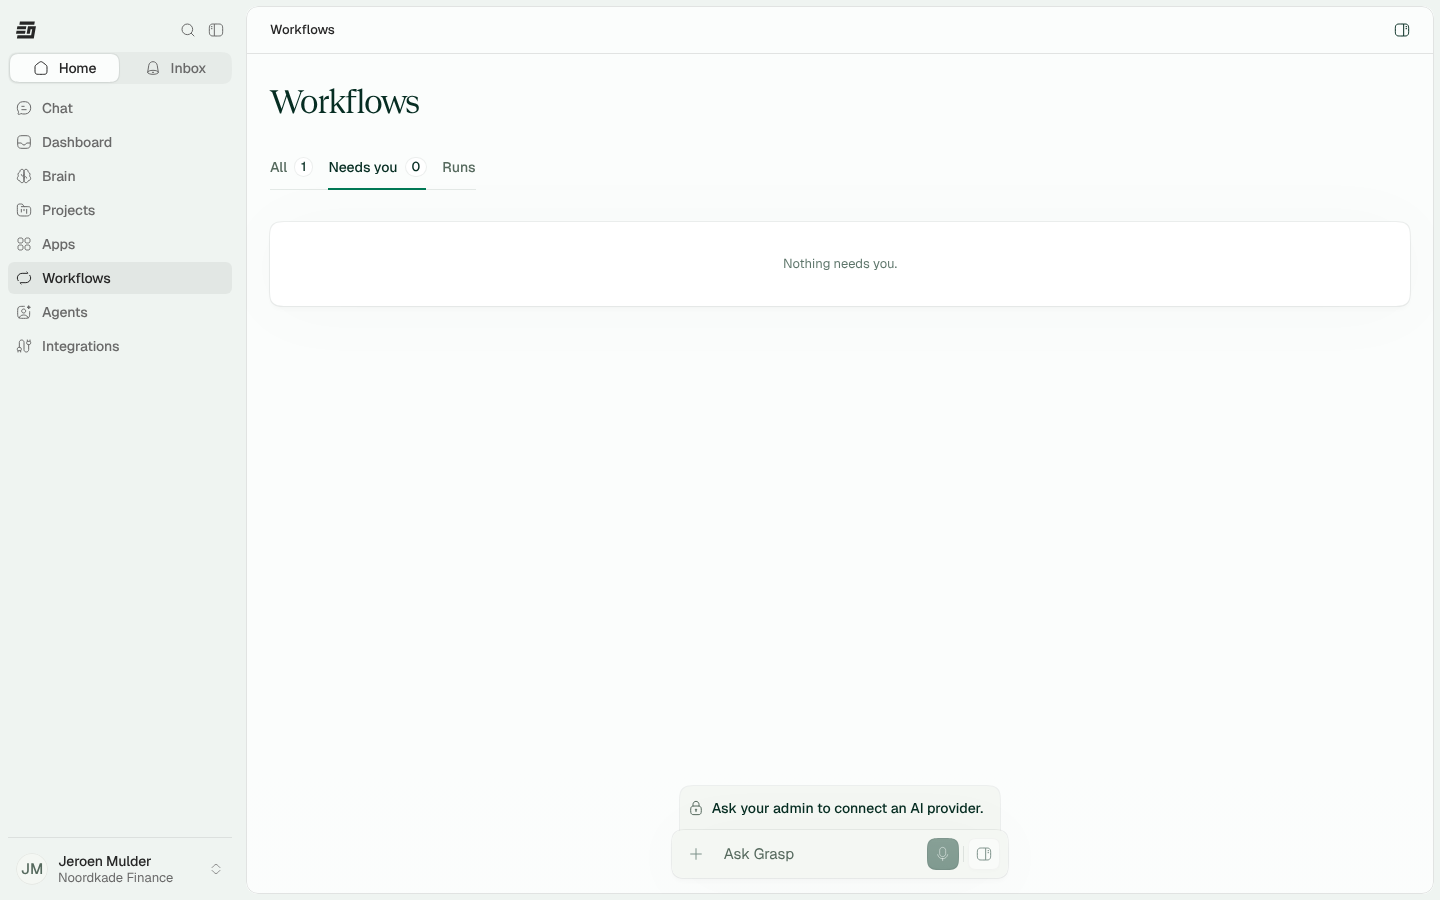 Home
Inbox
Chat
Dashboard
Brain
Projects
Apps
Workflows
Agents
Integrations
JM
Jeroen Mulder
Noordkade Finance
Workflows
Workflows
All 1 Needs you 0 Runs
Nothing needs you.
Ask your admin to connect an AI provider.
Ask Grasp